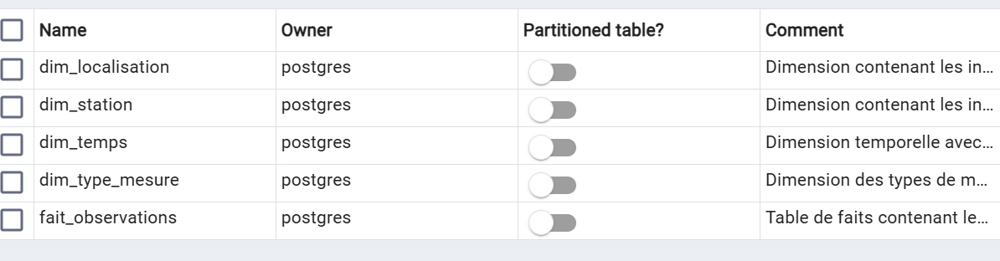 Name Owner Partitioned table? Comment
dim_localisation postgres Dimension contenant les in...
dim_station postgres Dimension contenant les in...
dim_temps postgres Dimension temporelle avec...
dim_type_mesure postgres Dimension des types de m...
fait_observations postgres Table de faits contenant le...